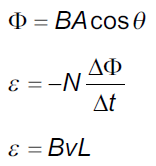 Φ = BA cos θ
ε = −N ΔΦ/Δt
ε = BvL